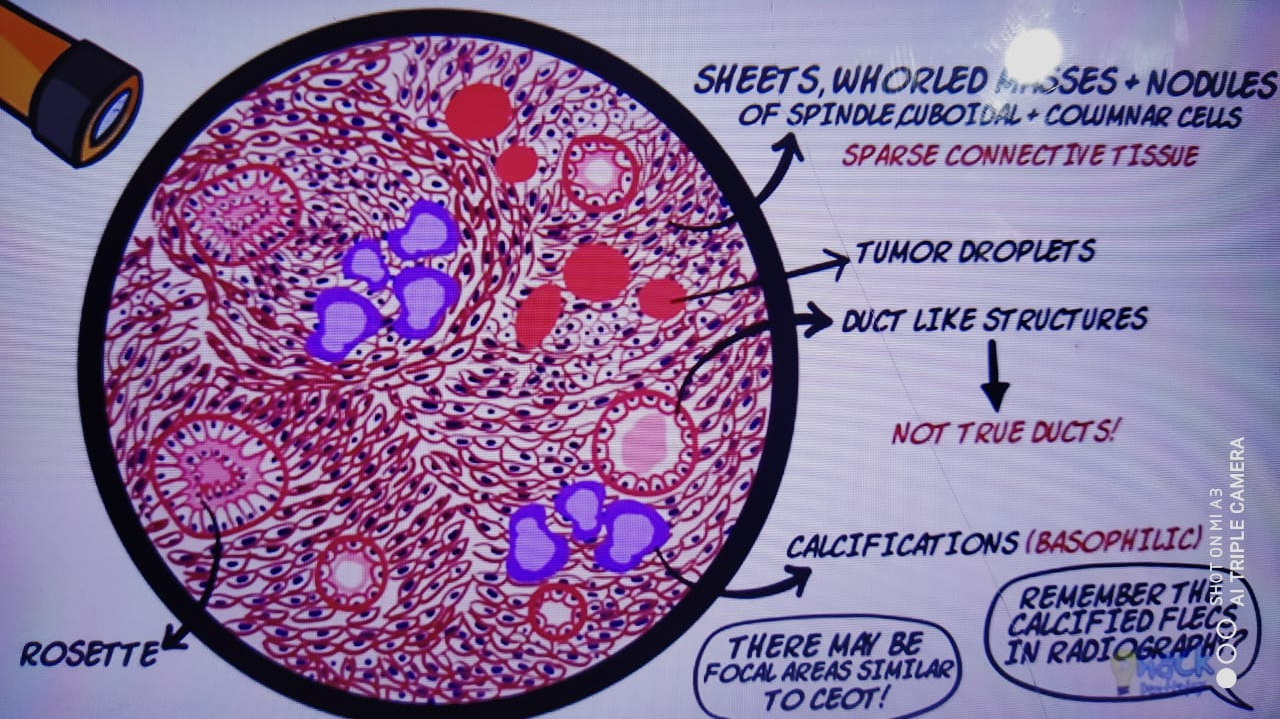 SHEETS, WHORLED MASSES + NODULES
OF SPINDLE, CUBOIDAL + COLUMNAR CELLS
SPARSE CONNECTIVE TISSUE
TUMOR DROPLETS
DUCT LIKE STRUCTURES
NOT TRUE DUCTS!
CALCIFICATIONS (BASOPHILIC)
REMEMBER THE
CALCIFIED FLECS
IN RADIOGRAPH?
THERE MAY BE
FOCAL AREAS SIMILAR
TO CEOT!
ROSETTE
SHOT ON MI A3
AI TRIPLE CAMERA